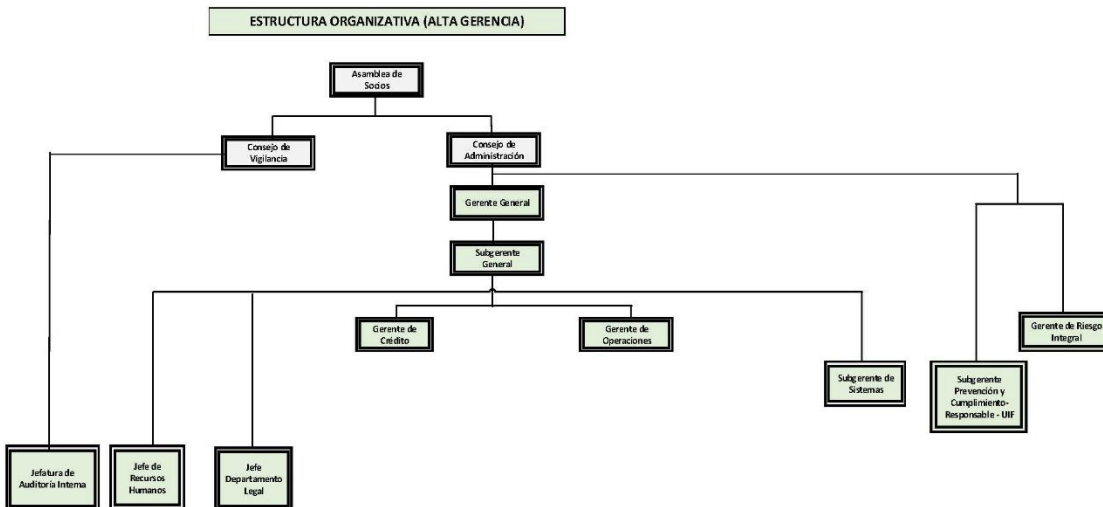 ESTRUCTURA ORGANIZATIVA (ALTA GERENCIA)
Asamblea de
Socios
Consejo de
Vigilancia
Consejo de
Administración
Gerente General
Subgerente
General
Gerente de
Crédito
Gerente de
Operaciones
Gerente de Riesgo
Integral
Subgerente de
Sistemas
Subgerente
Prevención y
Cumplimiento-
Responsable - UIF
Jefatura de
Auditoría Interna
Jefe de
Recursos
Humanos
Jefe
Departamento
Legal